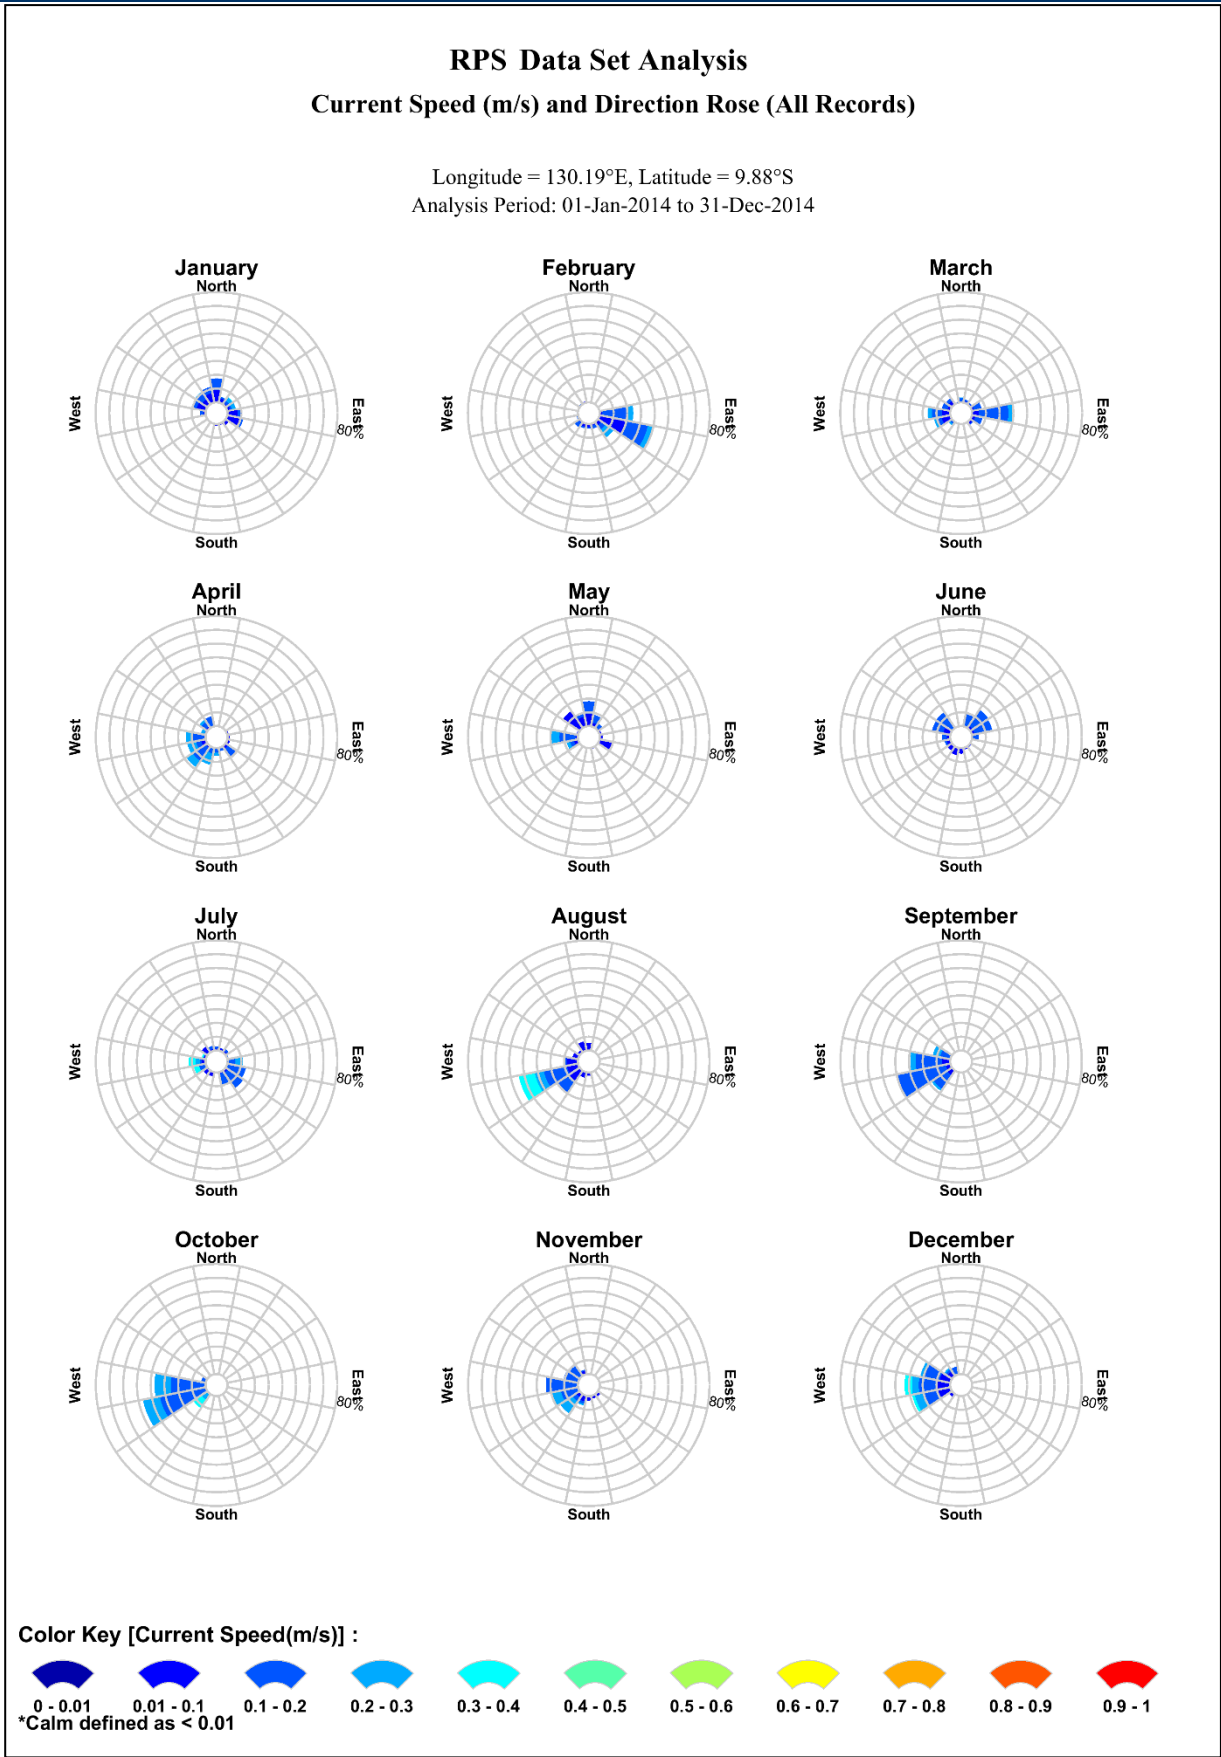 RPS Data Set Analysis
Current Speed (m/s) and Direction Rose (All Records)
Longitude = 130.19°E, Latitude = 9.88°S
Analysis Period: 01-Jan-2014 to 31-Dec-2014
January February March
North North North
West East West East West East
80% 80% 80%
South South South
April May June
North North North
West East West East West East
80% 80% 80%
South South South
July August September
North North North
West East West East West East
80% 80% 80%
South South South
October November December
North North North
West East West East West East
80% 80% 80%
South South South
Color Key [Current Speed(m/s)] :
0 - 0.01 0.01 - 0.1 0.1 - 0.2 0.2 - 0.3 0.3 - 0.4 0.4 - 0.5 0.5 - 0.6 0.6 - 0.7 0.7 - 0.8 0.8 - 0.9 0.9 - 1
*Calm defined as < 0.01